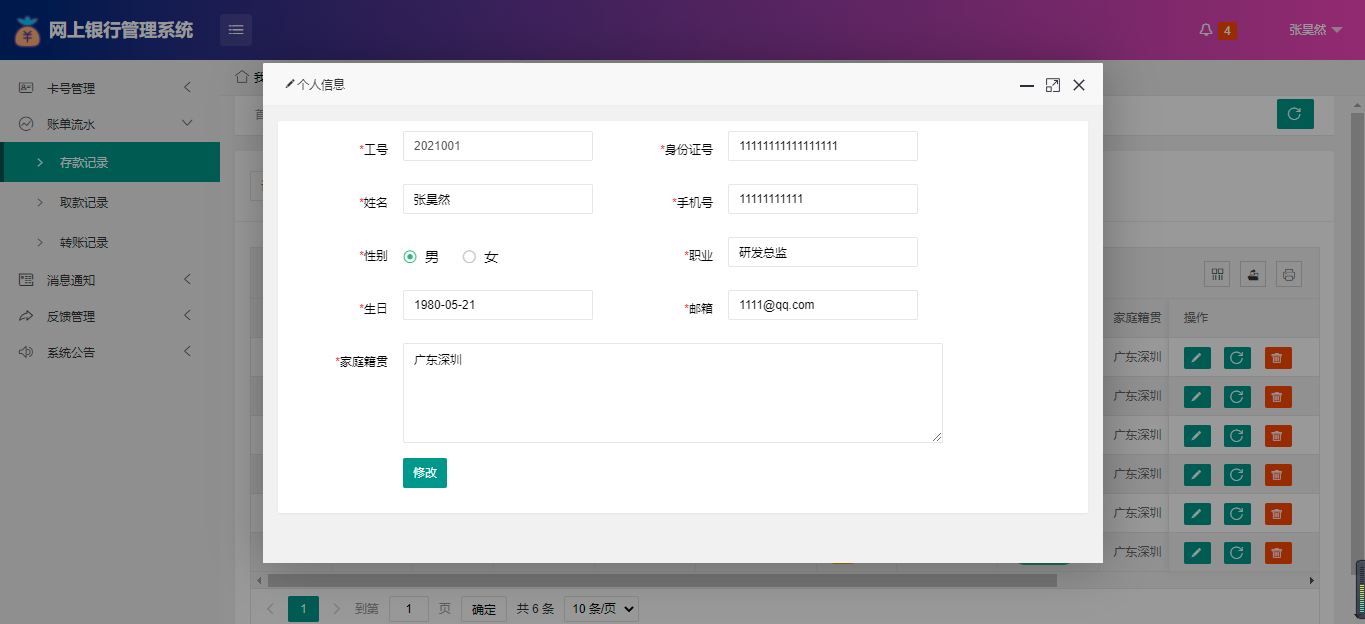 网上银行管理系统
4
张昊然
卡号管理
账单流水
存款记录
取款记录
转账记录
消息通知
反馈管理
系统公告
个人信息
*工号 2021001 *身份证号 11111111111111111
*姓名 张昊然 *手机号 11111111111
*性别 男 女 *职业 研发总监
*生日 1980-05-21 *邮箱 1111@qq.com
*家庭籍贯 广东深圳
修改
家庭籍贯 操作
广东深圳
广东深圳
广东深圳
广东深圳
广东深圳
广东深圳
1 到第 1 页 确定 共 6 条 10 条/页